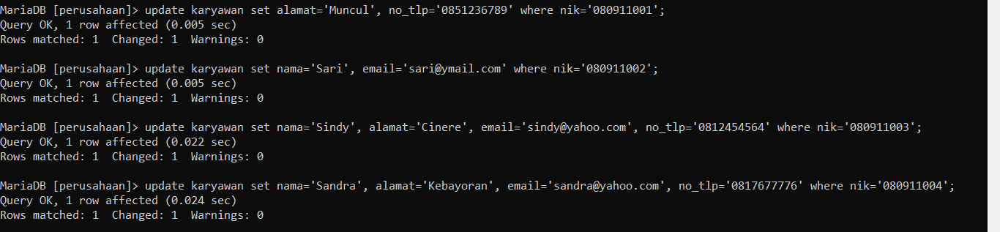 MariaDB [perusahaan]> update karyawan set alamat='Muncul', no_tlp='0851236789' where nik='080911001';
Query OK, 1 row affected (0.005 sec)
Rows matched: 1  Changed: 1  Warnings: 0
MariaDB [perusahaan]> update karyawan set nama='Sari', email='sari@ymail.com' where nik='080911002';
Query OK, 1 row affected (0.005 sec)
Rows matched: 1  Changed: 1  Warnings: 0
MariaDB [perusahaan]> update karyawan set nama='Sindy', alamat='Cinere', email='sindy@yahoo.com', no_tlp='0812454564' where nik='080911003';
Query OK, 1 row affected (0.022 sec)
Rows matched: 1  Changed: 1  Warnings: 0
MariaDB [perusahaan]> update karyawan set nama='Sandra', alamat='Kebayoran', email='sandra@yahoo.com', no_tlp='0817677776' where nik='080911004';
Query OK, 1 row affected (0.024 sec)
Rows matched: 1  Changed: 1  Warnings: 0